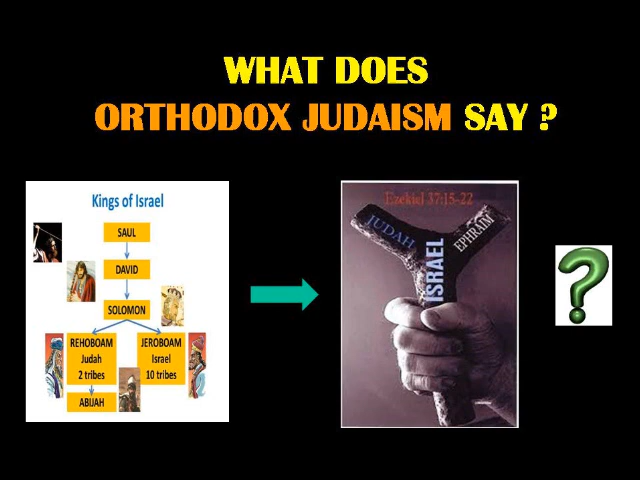 WHAT DOES
ORTHODOX JUDAISM SAY ?
Kings of Israel
SAUL
DAVID
SOLOMON
REHOBOAM
Judah
2 tribes
JEROBOAM
Israel
10 tribes
ABIJAH
Ezekiel 37:15-22
JUDAH
EPHRAIM
ISRAEL
?